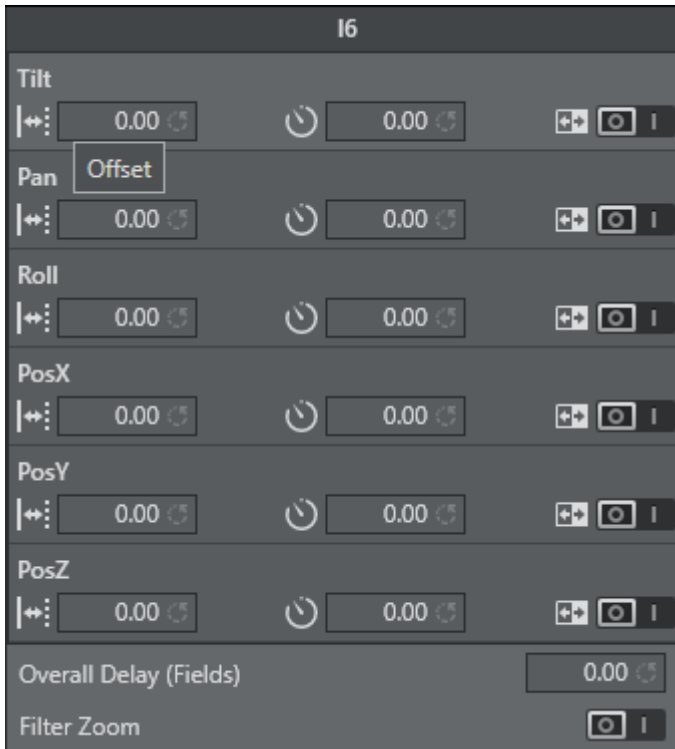 I6
Tilt
0.00 0.00 O I
Offset
Pan
0.00 0.00 O I
Roll
0.00 0.00 O I
PosX
0.00 0.00 O I
PosY
0.00 0.00 O I
PosZ
0.00 0.00 O I
Overall Delay (Fields) 0.00
Filter Zoom O I